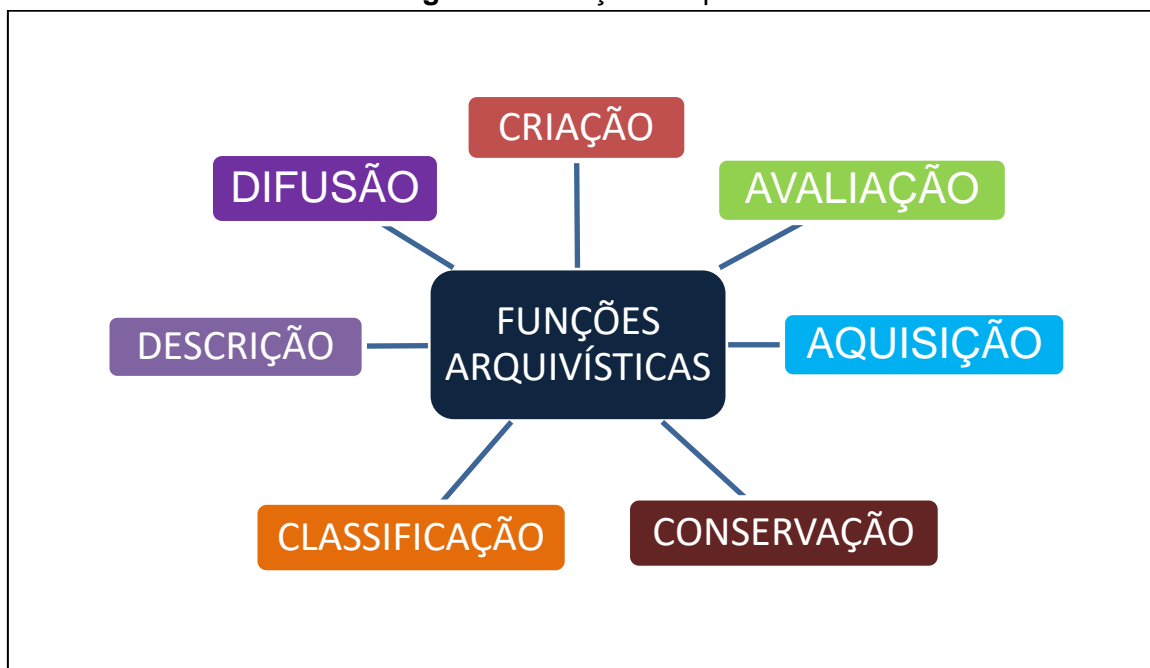 CRIAÇÃO
DIFUSÃO
AVALIAÇÃO
FUNÇÕES
ARQUIVÍSTICAS
DESCRIÇÃO
AQUISIÇÃO
CLASSIFICAÇÃO
CONSERVAÇÃO